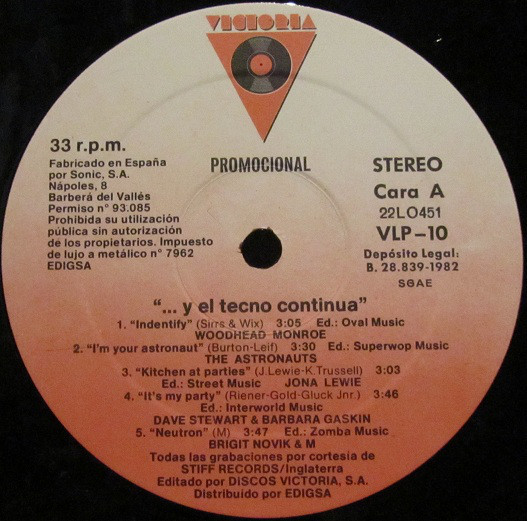 VICTORIA
33 r.p.m.
Fabricado en España
por Sonic, S.A.
Nápoles, 8
Barberá del Vallés
Permiso n° 93.085
Prohibida su utilización
pública sin autorización
de los propietarios. Impuesto
de lujo a metálico n° 7962
EDIGSA
PROMOCIONAL
STEREO
Cara A
22LO451
VLP-10
Depósito Legal:
B. 28.839-1982
SGAE
"... y el tecno continua"
1. "Indentify" (Sirrs & Wix) 3:05 Ed.: Oval Music
WOODHEAD MONROE
2. "I'm your astronaut" (Burton-Leif) 3:30 Ed.: Superwop Music
THE ASTRONAUTS
3. "Kitchen at parties" (J.Lewie-K.Trussell) 3:03
Ed.: Street Music JONA LEWIE
4. "It's my party" (Riener-Gold-Gluck Jnr.) 3:46
Ed.: Interworld Music
DAVE STEWART & BARBARA GASKIN
5. "Neutron" (M) 3:47 Ed.: Zomba Music
BRIGIT NOVIK & M
Todas las grabaciones por cortesía de
STIFF RECORDS/Inglaterra
Editado por DISCOS VICTORIA, S.A.
Distribuído por EDIGSA